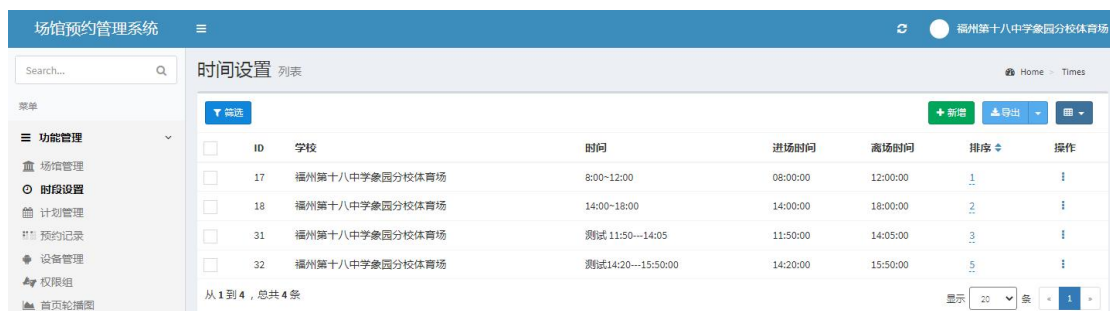 场馆预约管理系统
福州第十八中学象园分校体育场
Search...
时间设置 列表
Home > Times
菜单
筛选
新增
导出
功能管理
ID 学校 时间 进场时间 离场时间 排序 操作
场馆管理
17 福州第十八中学象园分校体育场 8:00~12:00 08:00:00 12:00:00 1
时段设置
18 福州第十八中学象园分校体育场 14:00~18:00 14:00:00 18:00:00 2
计划管理
31 福州第十八中学象园分校体育场 测试 11:50---14:05 11:50:00 14:05:00 3
预约记录
设备管理
32 福州第十八中学象园分校体育场 测试14:20---15:50:00 14:20:00 15:50:00 5
权限组
从 1 到 4 ，总共 4 条
显示 20 条 « 1 »
首页轮播图